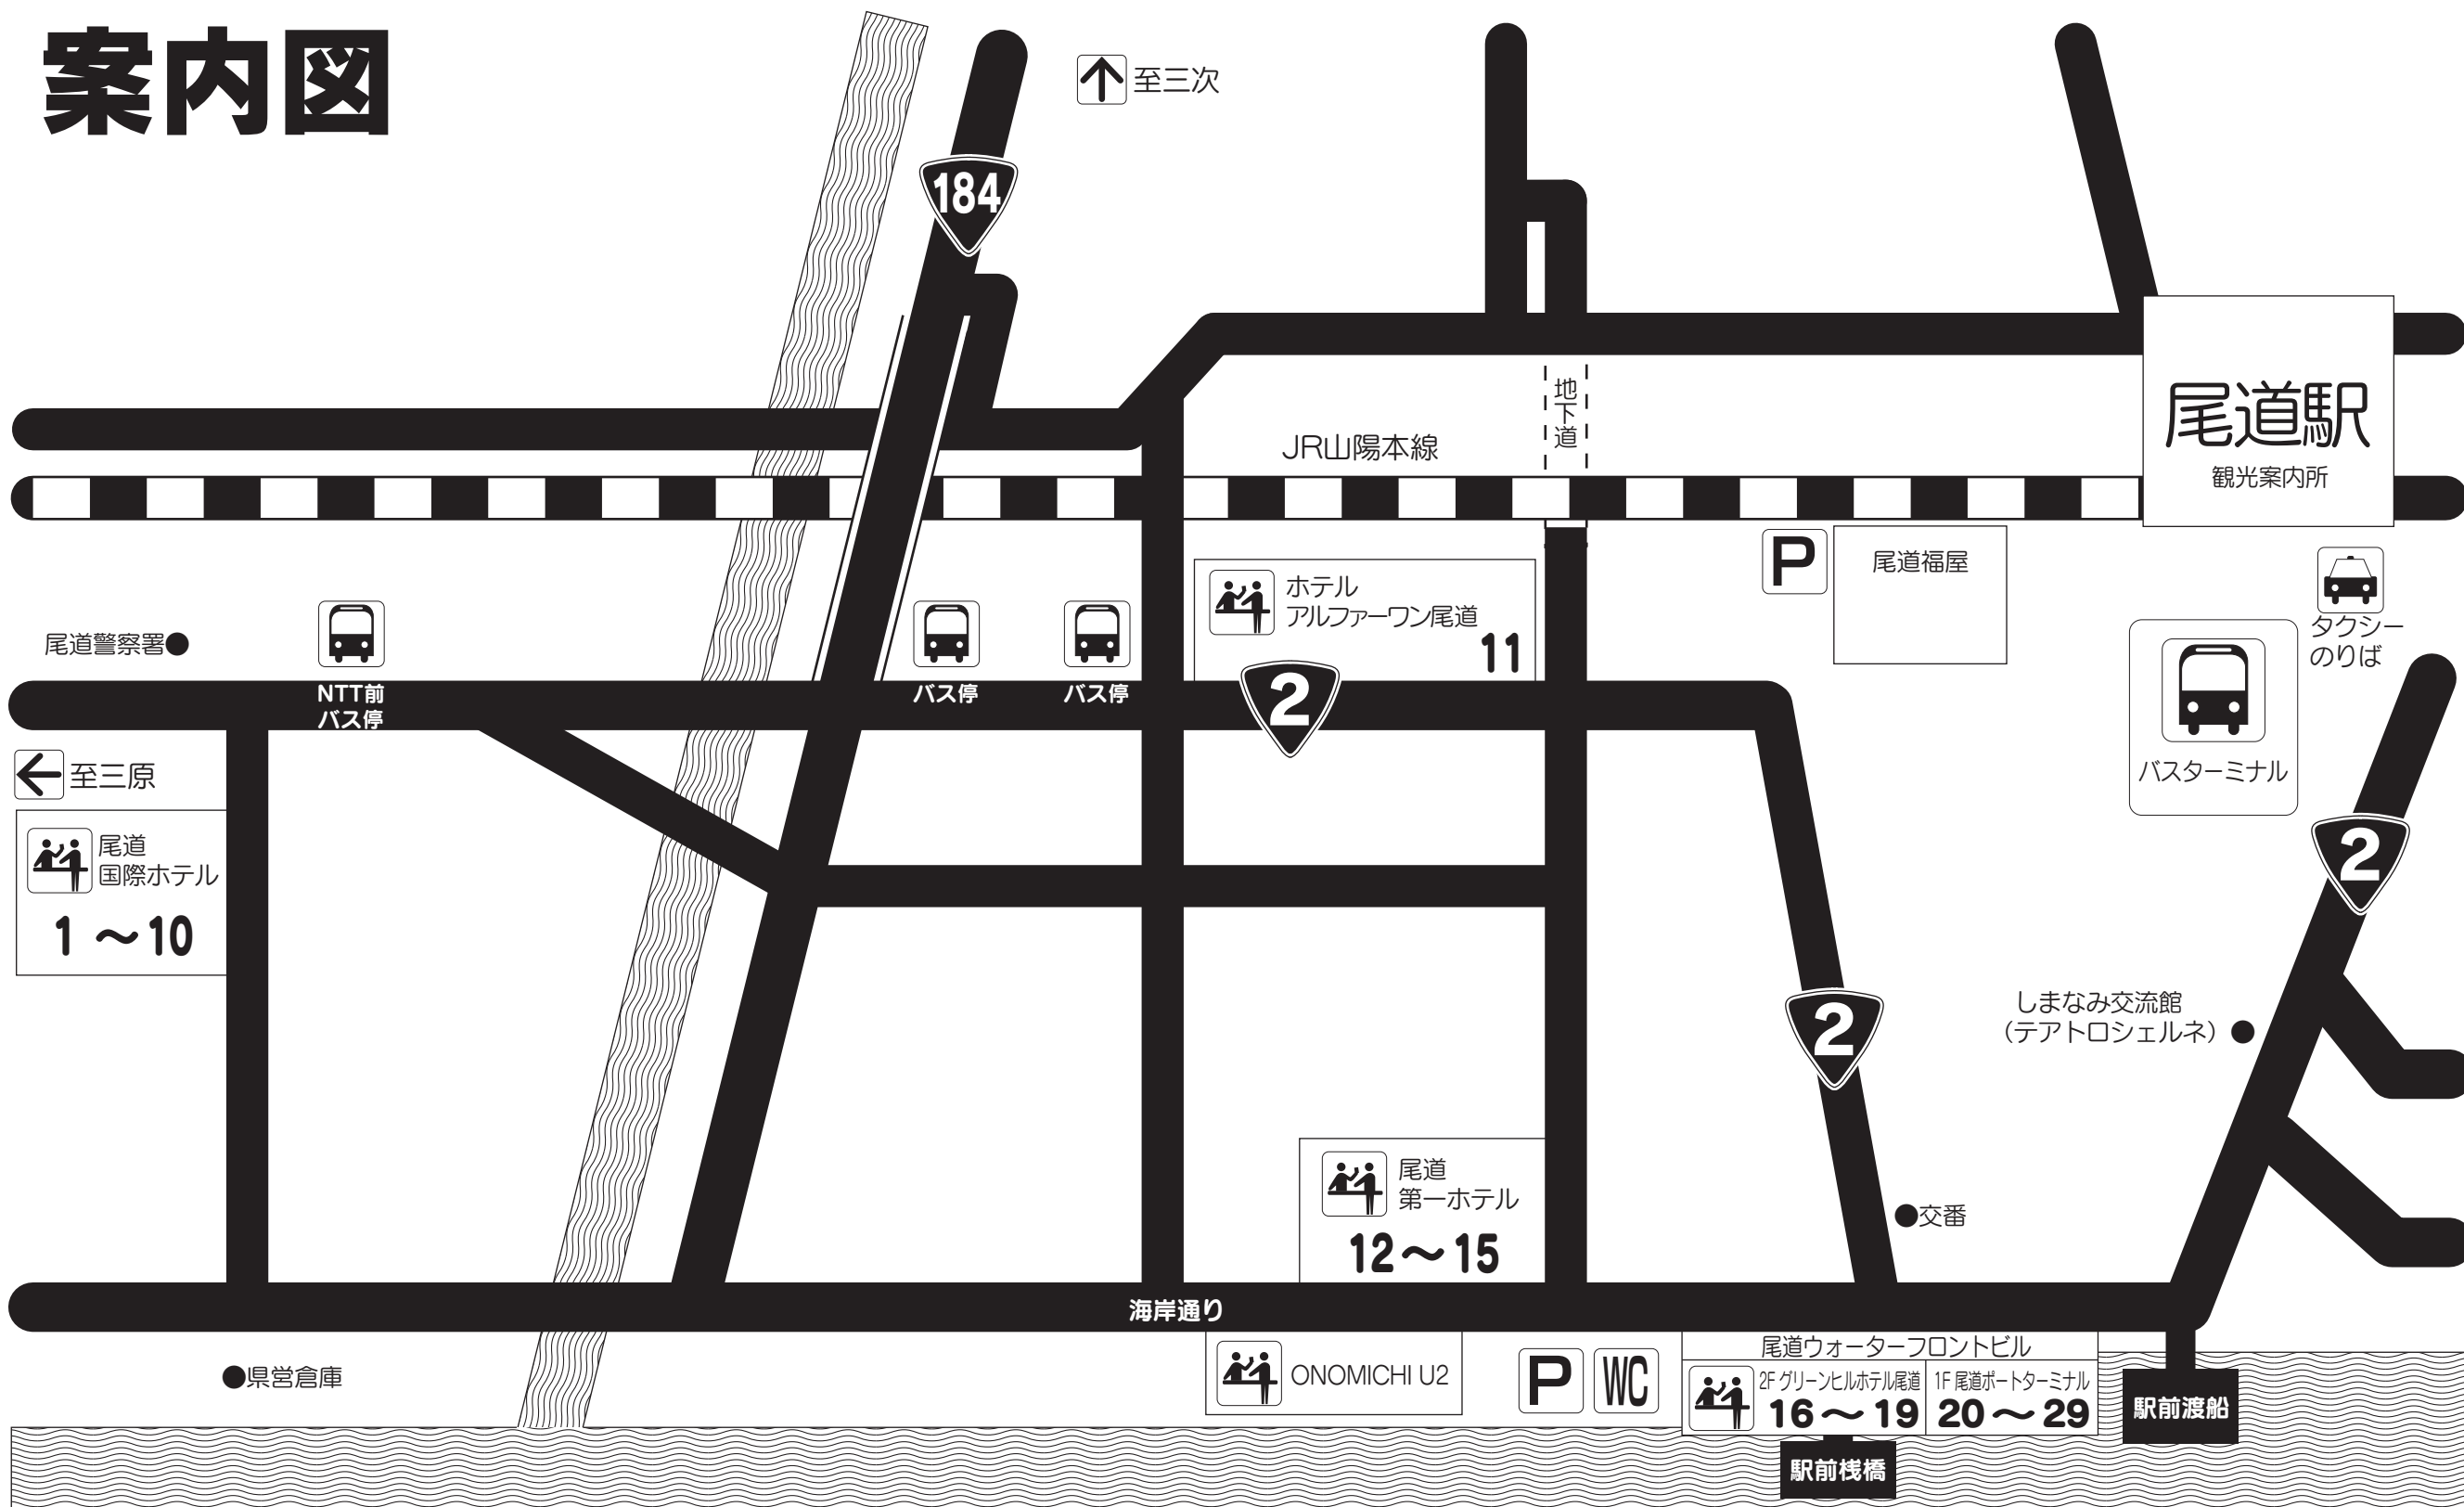 案内図
至三次
184
地下道
JR山陽本線
尾道駅
観光案内所
P
尾道福屋
ホテル
アルファーワン尾道
11
タクシー
のりば
尾道警察署
NTT前
バス停
バス停
バス停
2
バスターミナル
至三原
尾道
国際ホテル
1～10
2
2
しまなみ交流館
（テアトロシェルネ）
尾道
第一ホテル
12～15
交番
海岸通り
県営倉庫
ONOMICHI U2
P
WC
尾道ウォーターフロントビル
2F グリーンヒルホテル尾道
16～19
1F 尾道ポートターミナル
20～29
駅前渡船
駅前桟橋